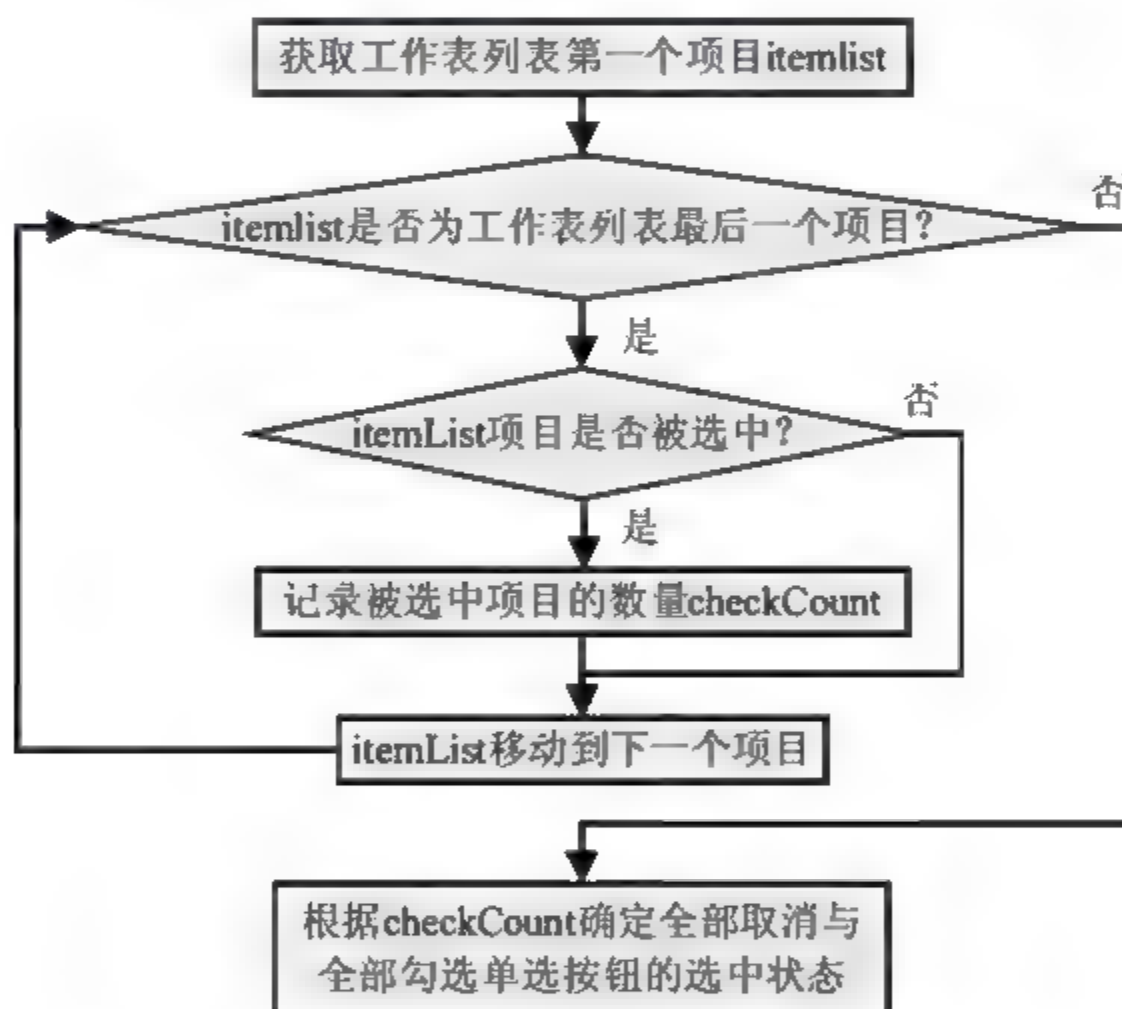 获取工作表列表第一个项目itemlist
否
itemlist是否为工作表列表最后一个项目?
是
否
itemList项目是否被选中?
是
记录被选中项目的数量checkCount
itemList移动到下一个项目
根据checkCount确定全部取消与
全部勾选单选按钮的选中状态